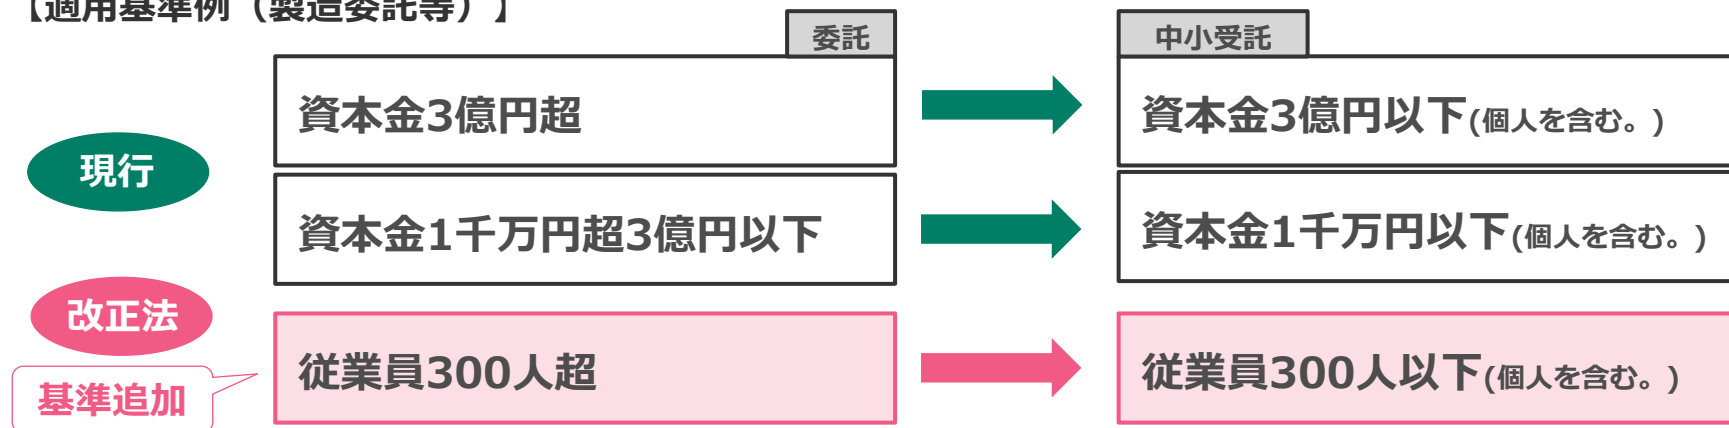 【適用基準例（製造委託等）】
委託
中小受託
現行
資本金3億円超
資本金3億円以下(個人を含む。)
資本金1千万円超3億円以下
資本金1千万円以下(個人を含む。)
改正法
基準追加
従業員300人超
従業員300人以下(個人を含む。)